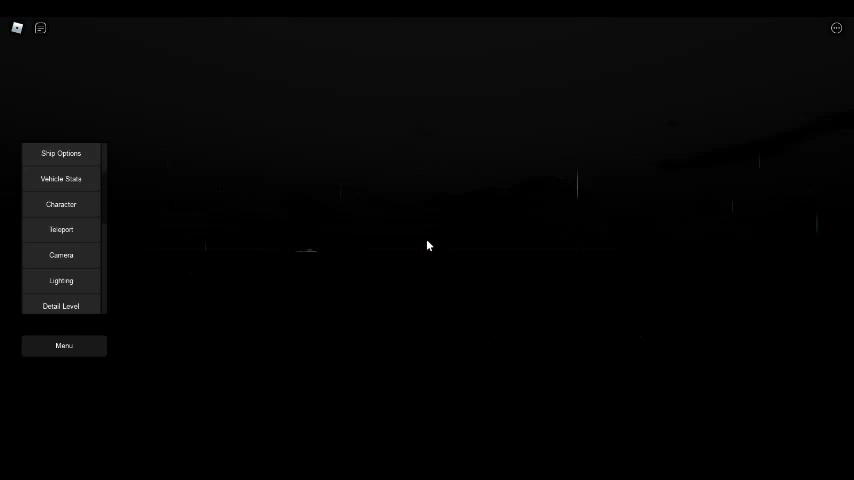 Ship Options
Vehicle Stats
Character
Teleport
Camera
Lighting
Detail Level
Menu